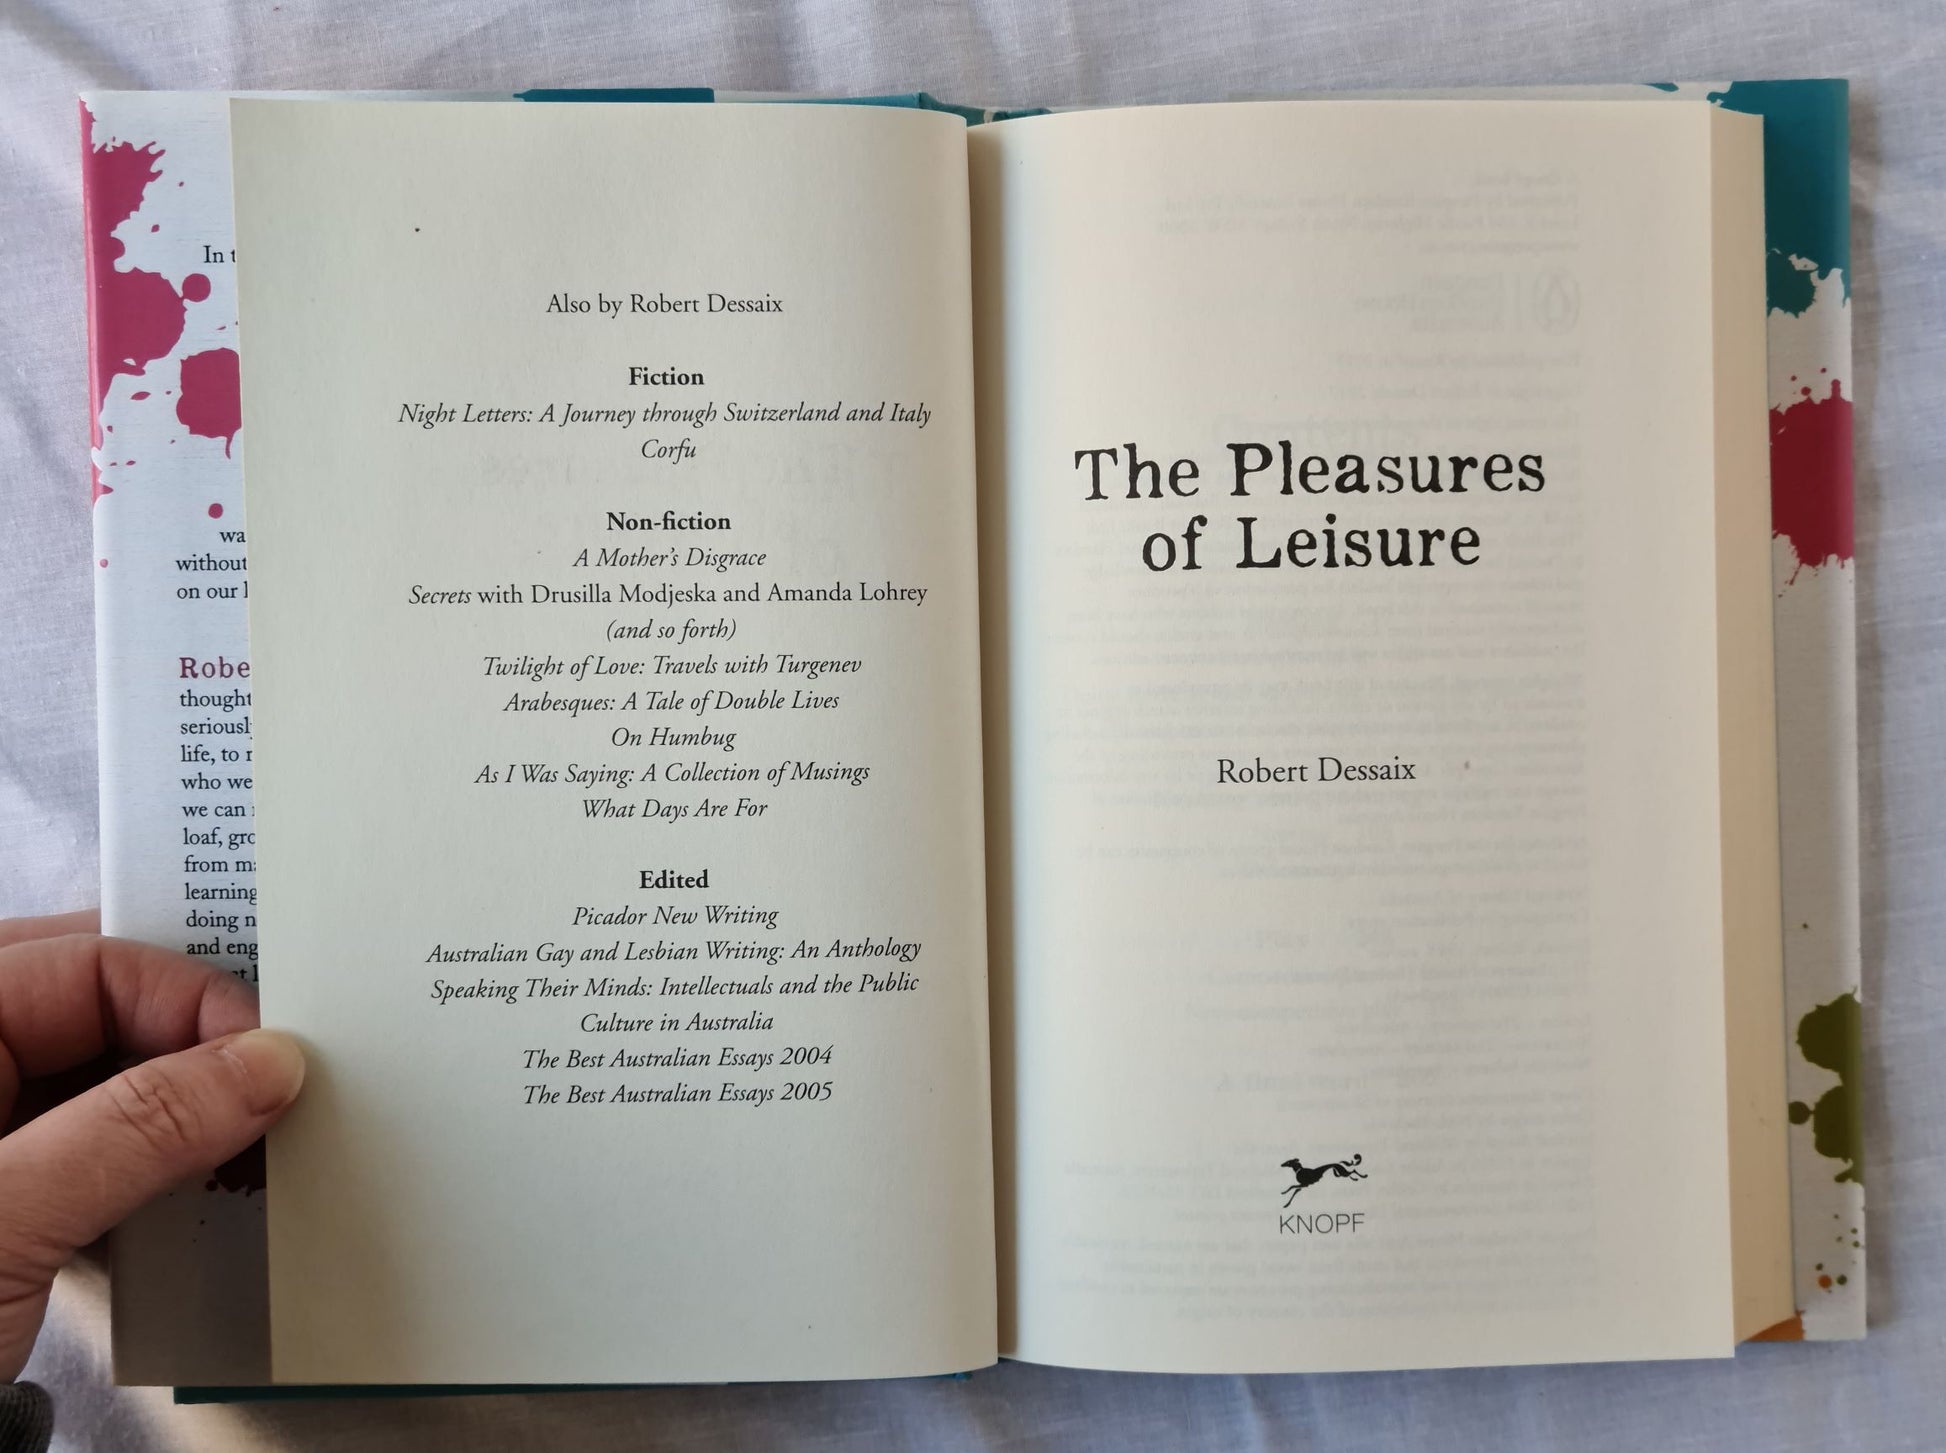 In
wa
without
on our
Robe
thought
life, to
who we
we can
loaf,
from
learning
doing
and
Also by Robert Dessaix
Fiction
Night Letters: A Journey through Switzerland and Italy
Corfu
Non-fiction
A Mother’s Disgrace
Secrets with Drusilla Modjeska and Amanda Lohrey
(and so forth)
Twilight of Love: Travels with Turgenev
Arabesques: A Tale of Double Lives
On Humbug
As I Was Saying: A Collection of Musings
What Days Are For
Edited
Picador New Writing
Australian Gay and Lesbian Writing: An Anthology
Speaking Their Minds: Intellectuals and the Public
Culture in Australia
The Best Australian Essays 2004
The Best Australian Essays 2005
The Pleasures
of Leisure
Robert Dessaix
KNOPF